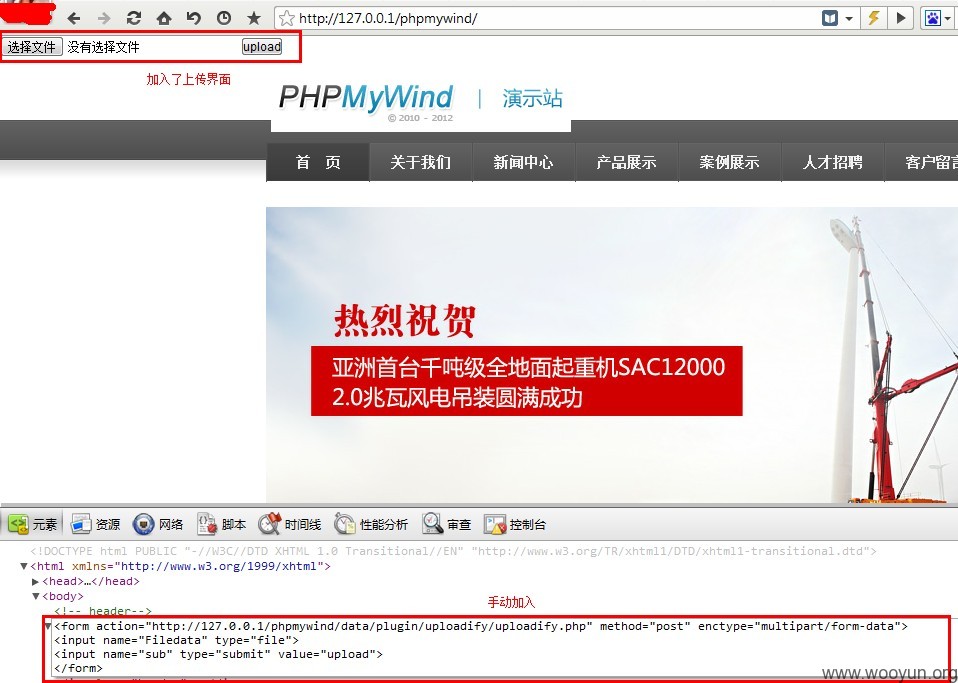 http://127.0.0.1/phpmywind/
选择文件 没有选择文件 upload
加入了上传界面
PHPMyWind | 演示站
© 2010 - 2012
首 页 关于我们 新闻中心 产品展示 案例展示 人才招聘 客户留言
热烈祝贺
亚洲首台千吨级全地面起重机SAC12000
2.0兆瓦风电吊装圆满成功
元素 资源 网络 脚本 时间线 性能分析 审查 控制台
<!DOCTYPE html PUBLIC "-//W3C//DTD XHTML 1.0 Transitional//EN" "http://www.w3.org/TR/xhtml1/DTD/xhtml1-transitional.dtd">
▼<html xmlns="http://www.w3.org/1999/xhtml">
▶<head>…</head>
▼<body>
手动加入
<!-- header-->
▼<form action="http://127.0.0.1/phpmywind/data/plugin/uploadify/uploadify.php" method="post" enctype="multipart/form-data">
<input name="Filedata" type="file">
<input name="sub" type="submit" value="upload">
</form>
www.wooyun.org